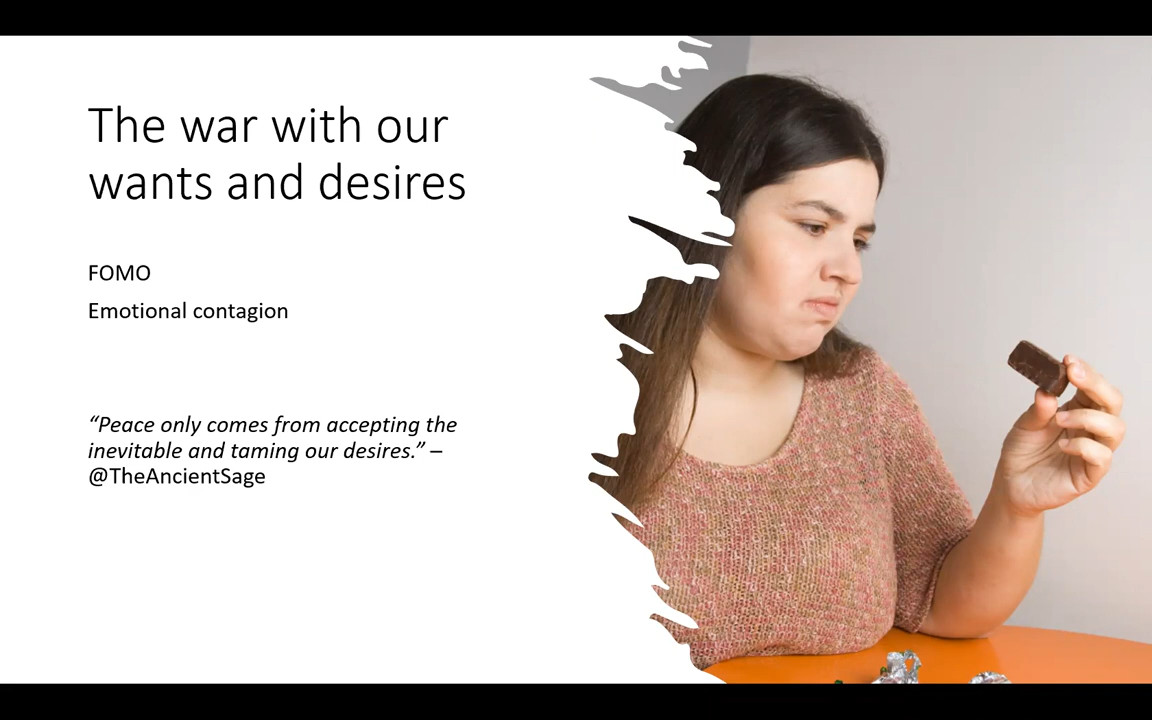 The war with our
wants and desires
FOMO
Emotional contagion
“Peace only comes from accepting the
inevitable and taming our desires.” –
@TheAncientSage